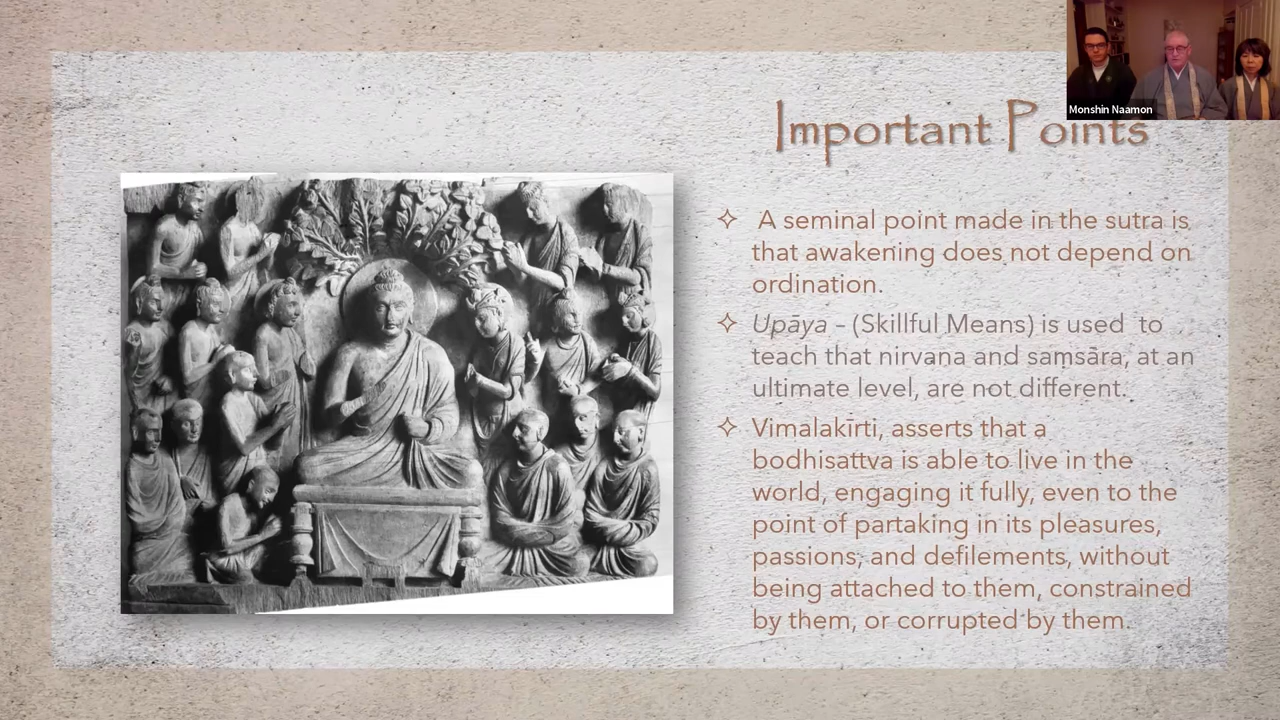 Monshin Naamon
Important Points
A seminal point made in the sutra is
that awakening does not depend on
ordination.
Upāya – (Skillful Means) is used to
teach that nirvana and saṃsāra, at an
ultimate level, are not different.
Vimalakīrti, asserts that a
bodhisattva is able to live in the
world, engaging it fully, even to the
point of partaking in its pleasures,
passions, and defilements, without
being attached to them, constrained
by them, or corrupted by them.